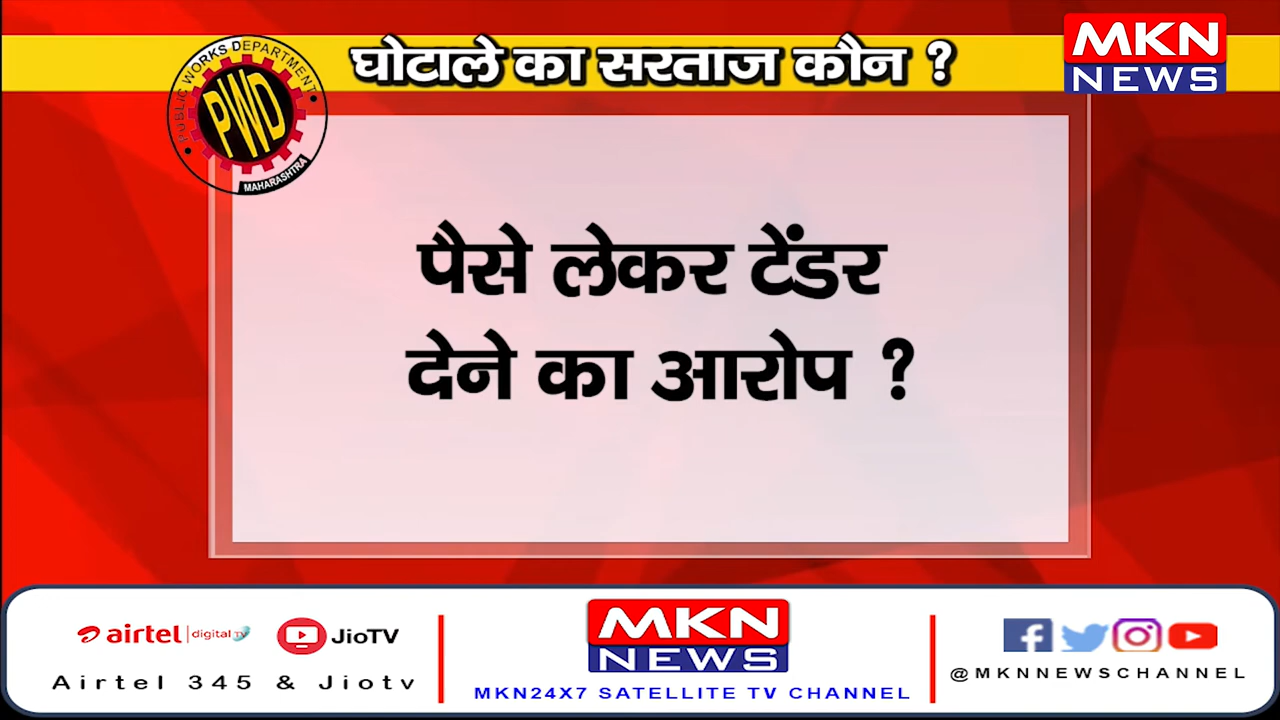 घोटाले का सरताज कौन ?
MKN
NEWS
PUBLIC WORKS DEPARTMENT
PWD
MAHARASHTRA
पैसे लेकर टेंडर
देने का आरोप ?
airtel digital TV
JioTV
Airtel 345 & Jiotv
MKN
NEWS
MKN24X7 SATELLITE TV CHANNEL
@MKNNEWSCHANNEL